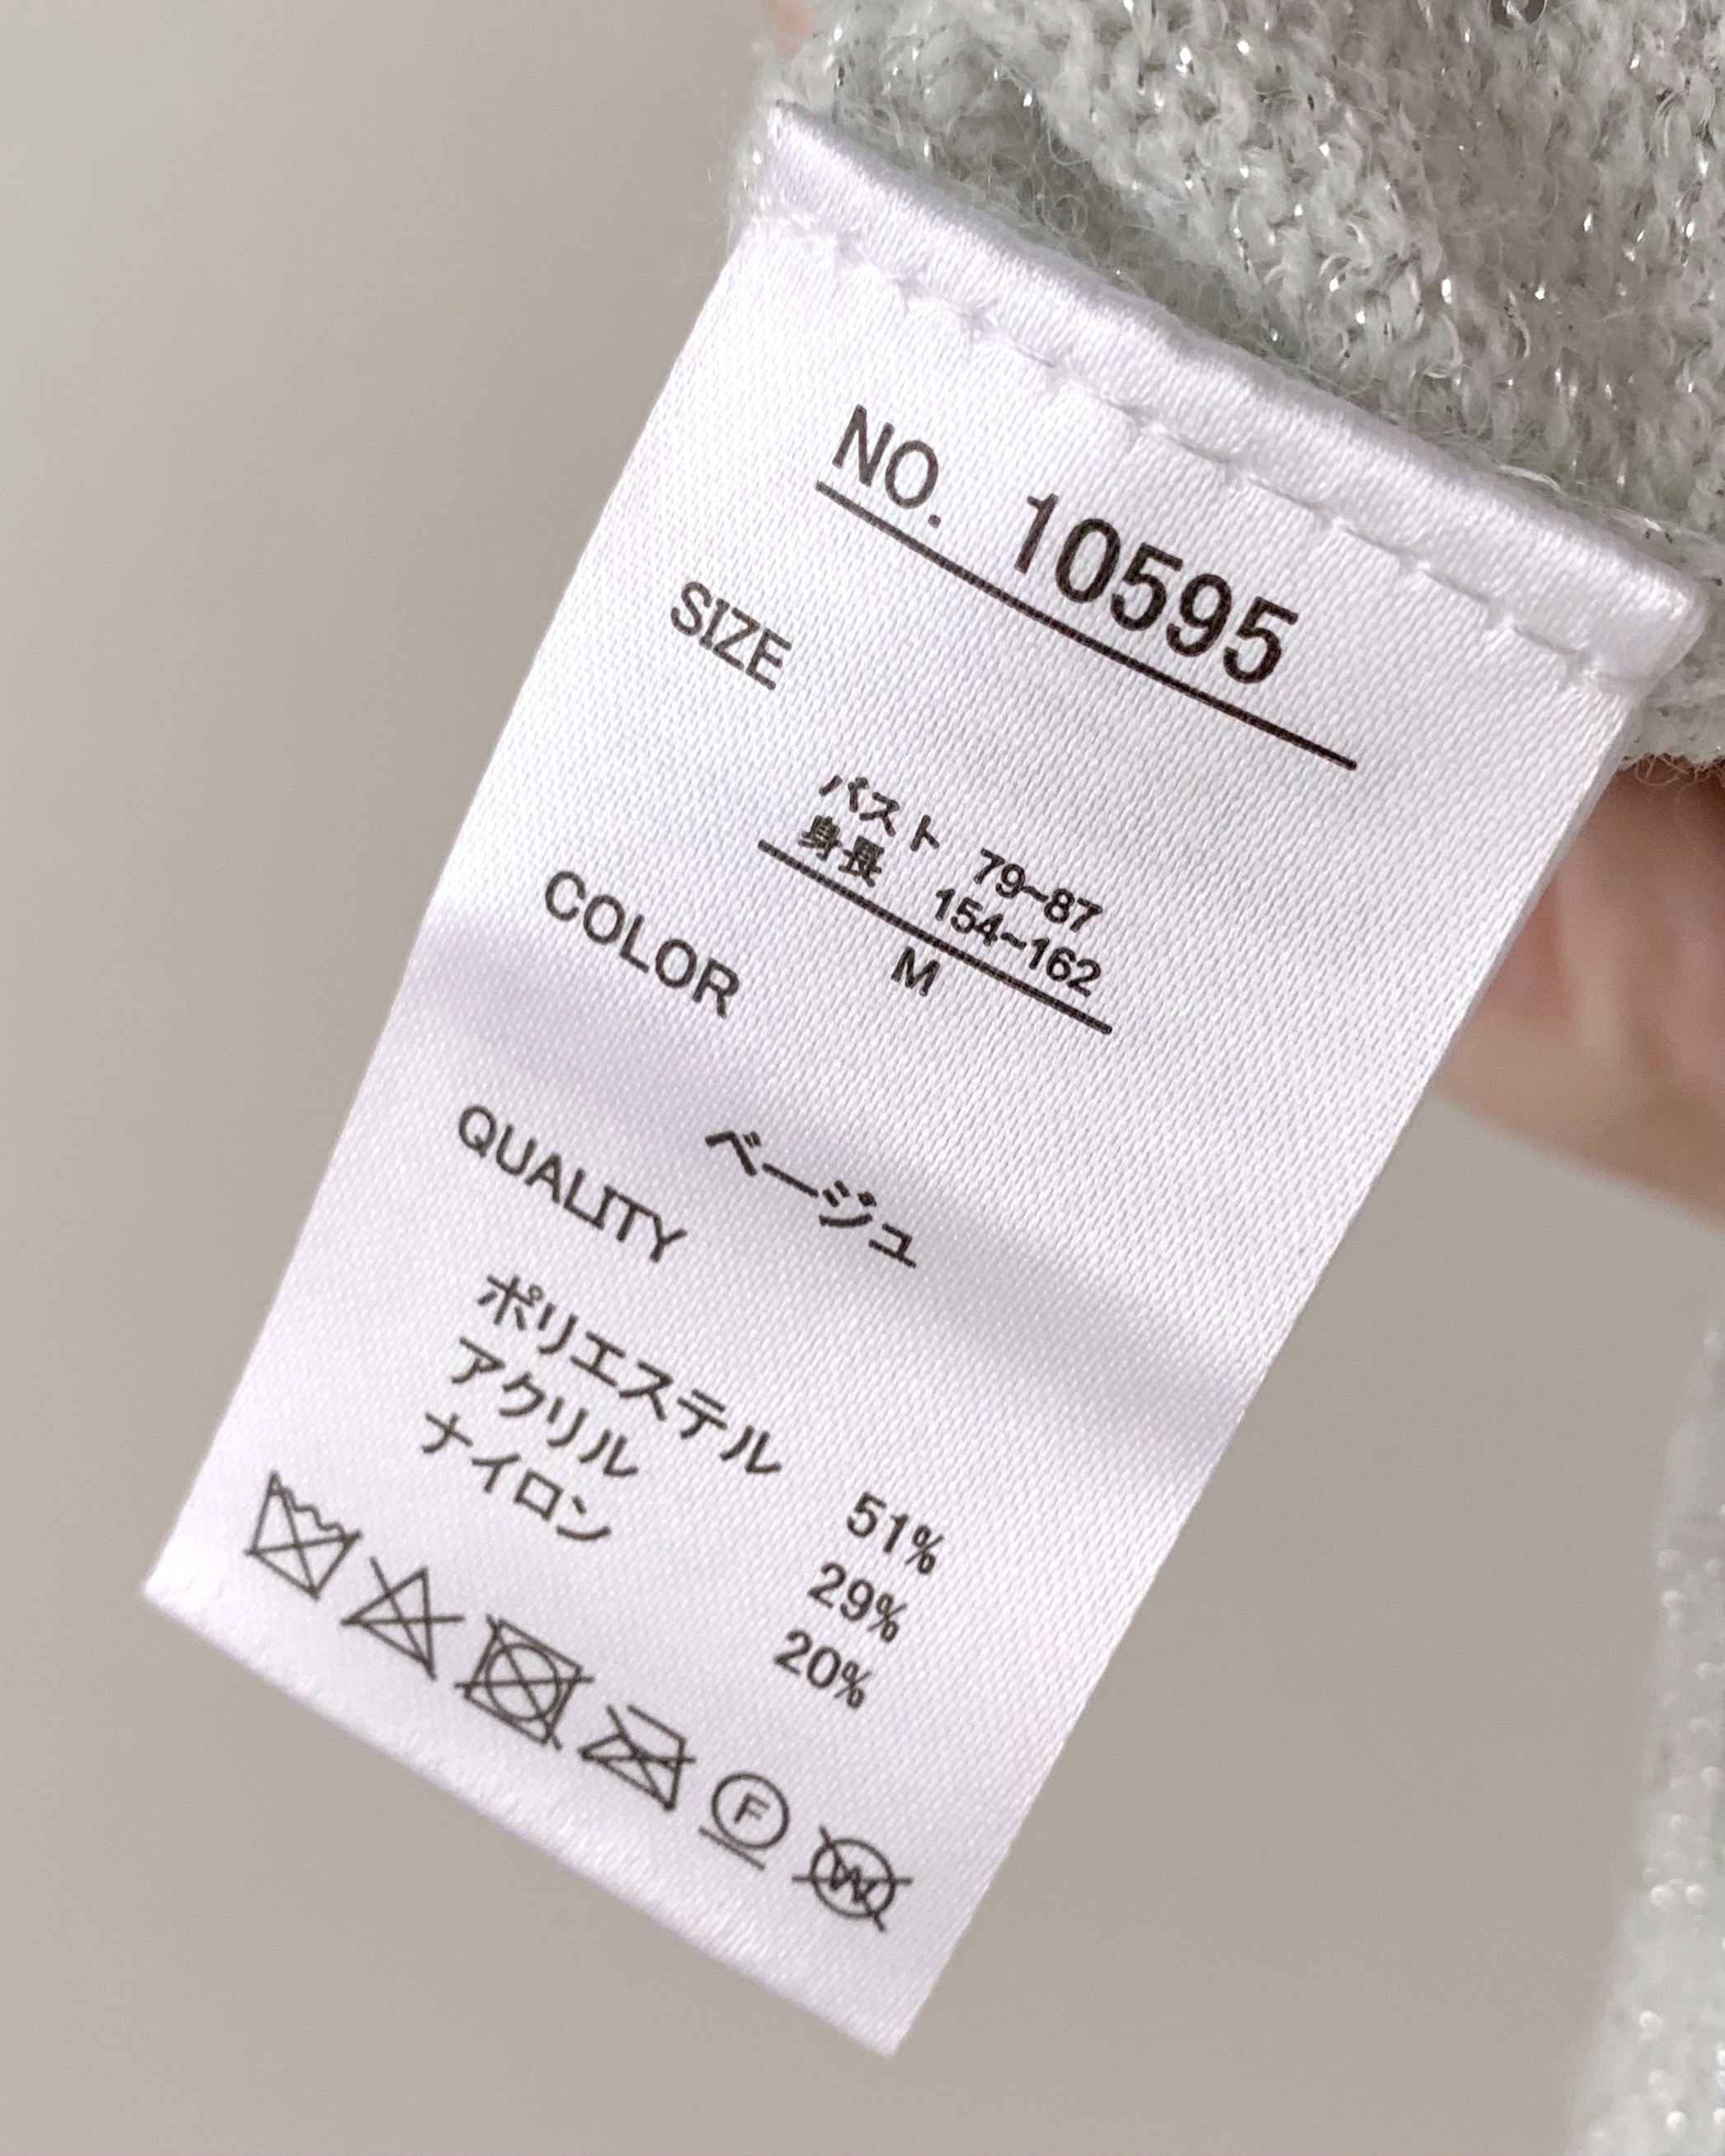 NO. 10595
SIZE
バスト 79~87
身長 154~162
M
COLOR
ベージュ
QUALITY
ポリエステル 51%
アクリル 29%
ナイロン 20%
F W